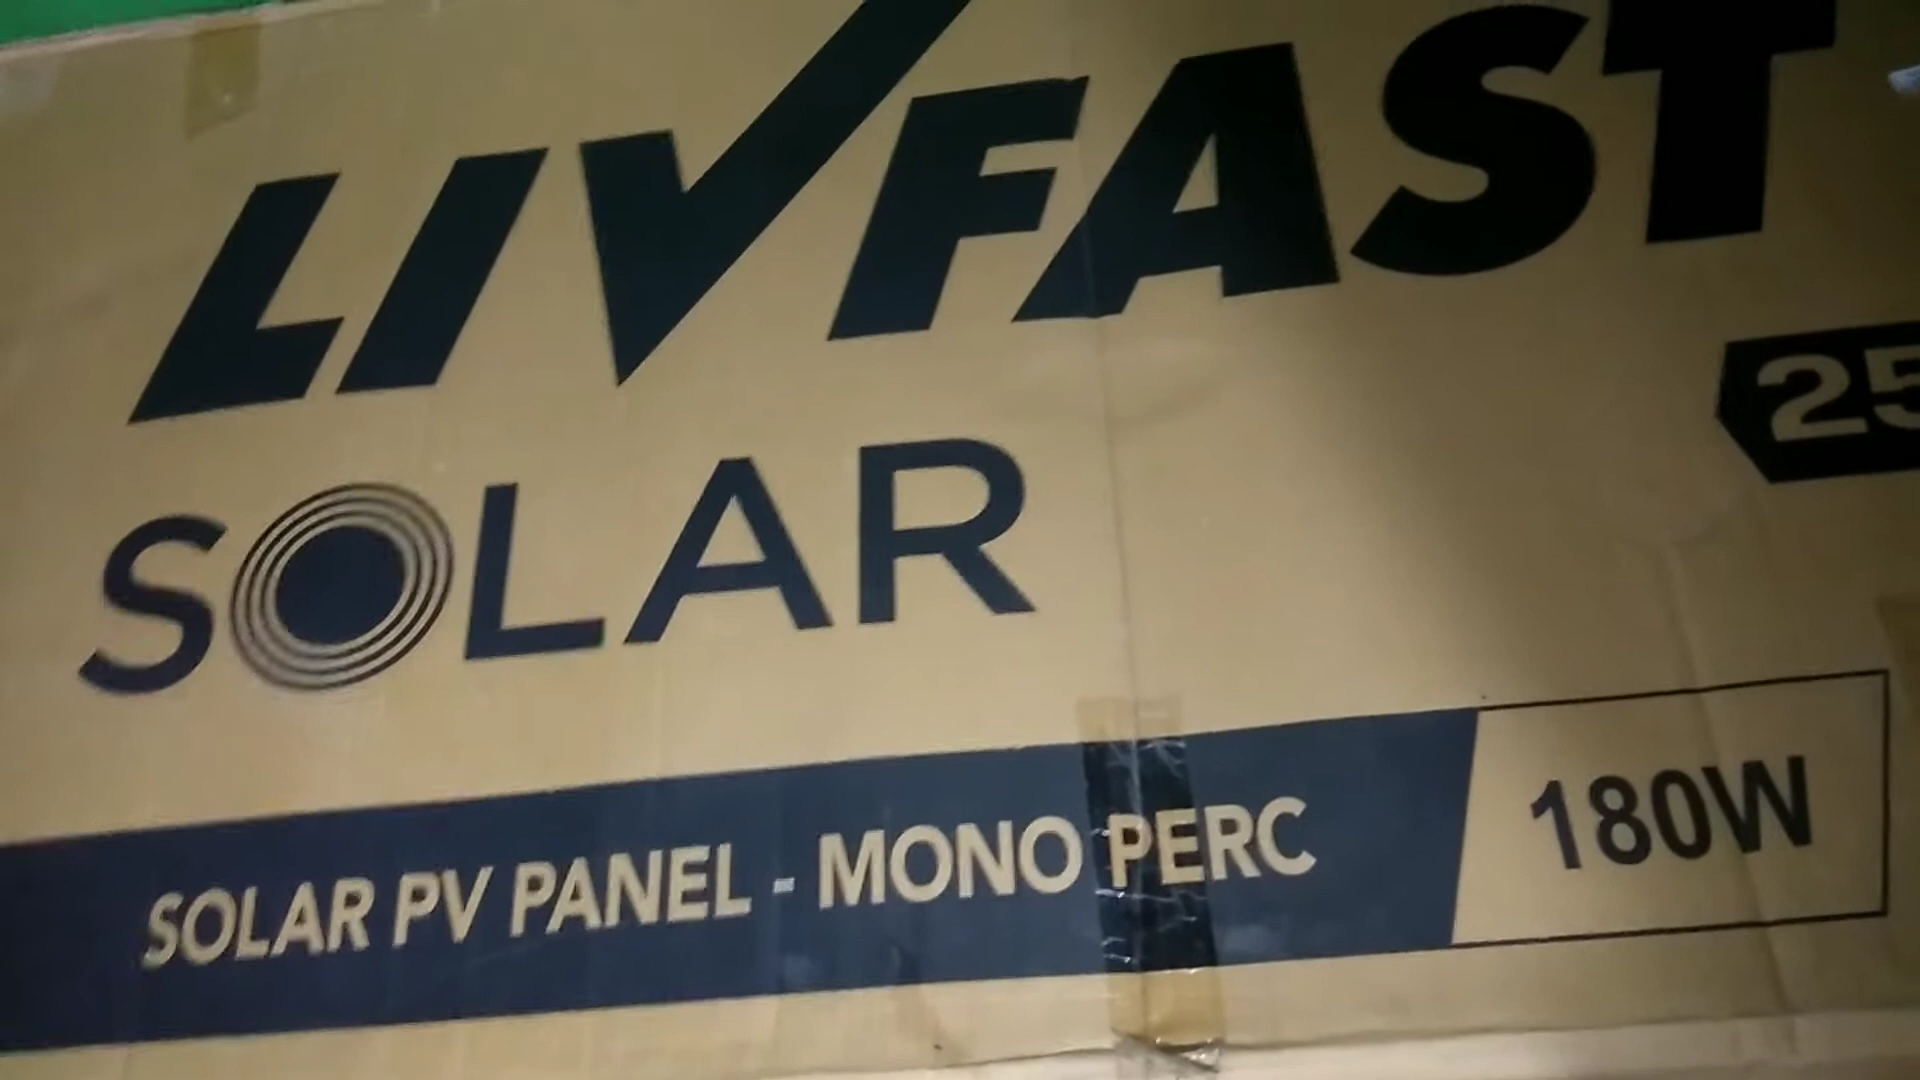 LIVFAST
25
SOLAR
SOLAR PV PANEL - MONO PERC
180W